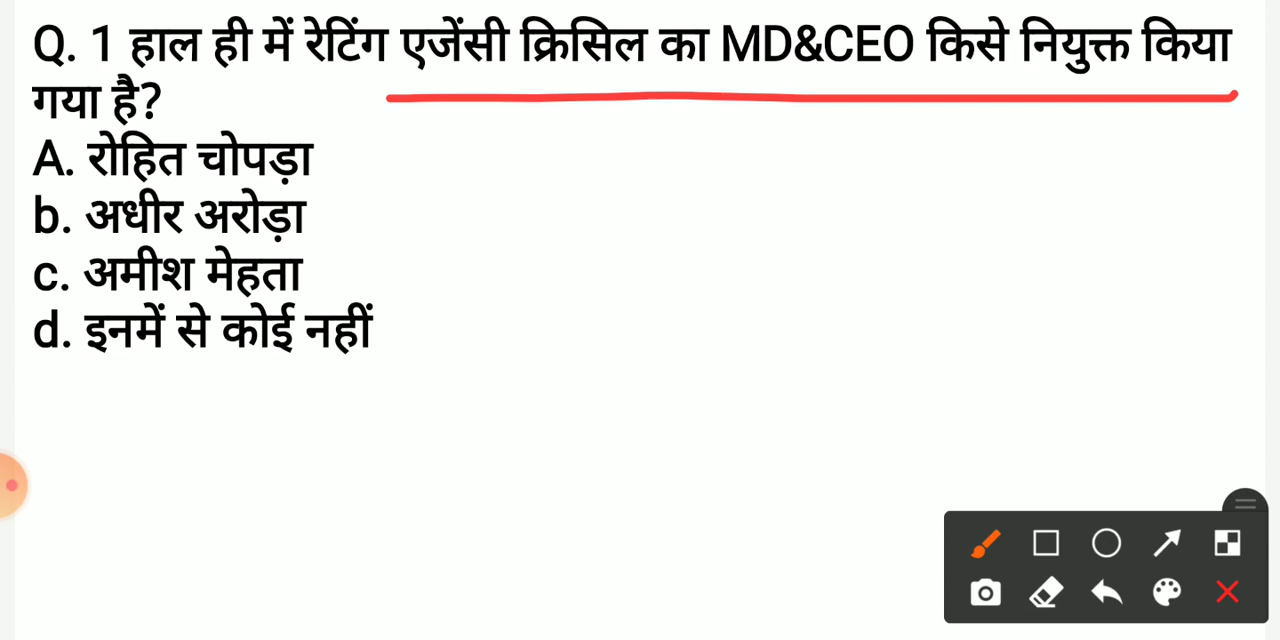 Q. 1 हाल ही में रेटिंग एजेंसी क्रिसिल का MD&CEO किसे नियुक्त किया
गया है?
A. रोहित चोपड़ा
b. अधीर अरोड़ा
c. अमीश मेहता
d. इनमें से कोई नहीं